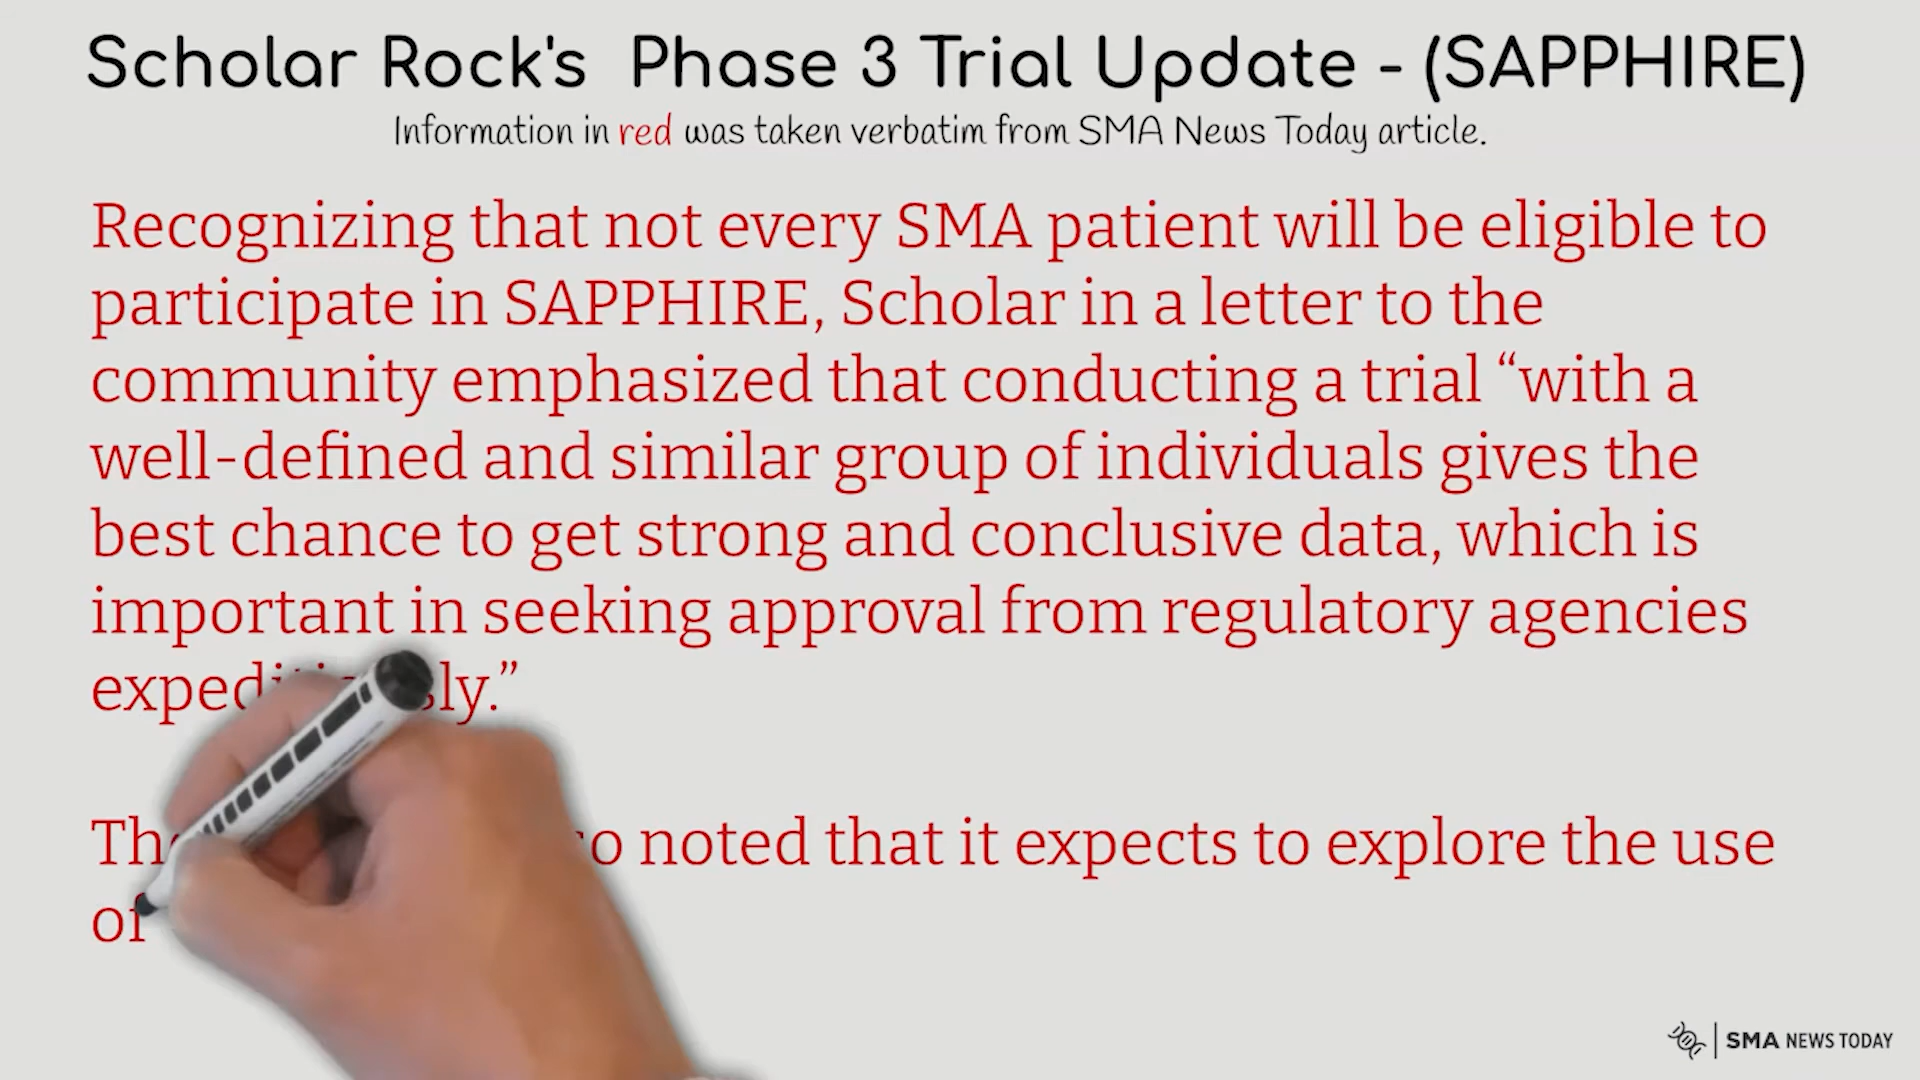 Scholar Rock's Phase 3 Trial Update - (SAPPHIRE)
Information in red was taken verbatim from SMA News Today article.
Recognizing that not every SMA patient will be eligible to
participate in SAPPHIRE, Scholar in a letter to the
community emphasized that conducting a trial “with a
well-defined and similar group of individuals gives the
best chance to get strong and conclusive data, which is
important in seeking approval from regulatory agencies
noted that it expects to explore the use
of
SMA NEWS TODAY